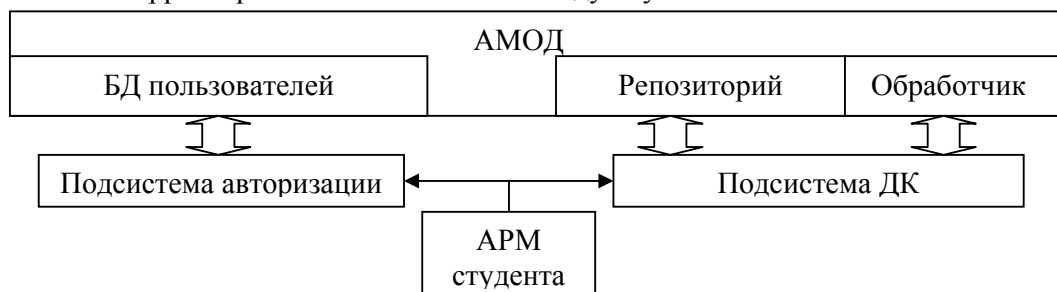 АМОД
БД пользователей
Репозиторий
Обработчик
Подсистема авторизации
Подсистема ДК
АРМ
студента